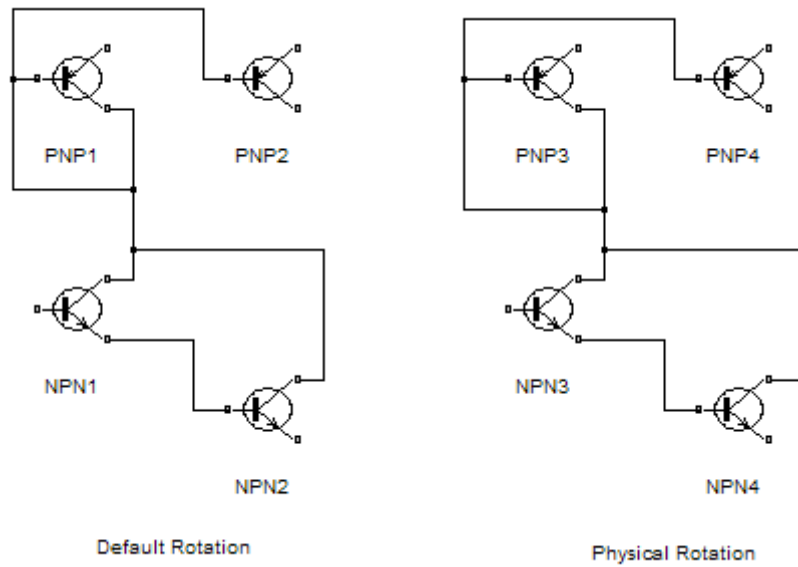 PNP1 PNP2 PNP3 PNP4
NPN1 NPN3
NPN2 NPN4
Default Rotation Physical Rotation